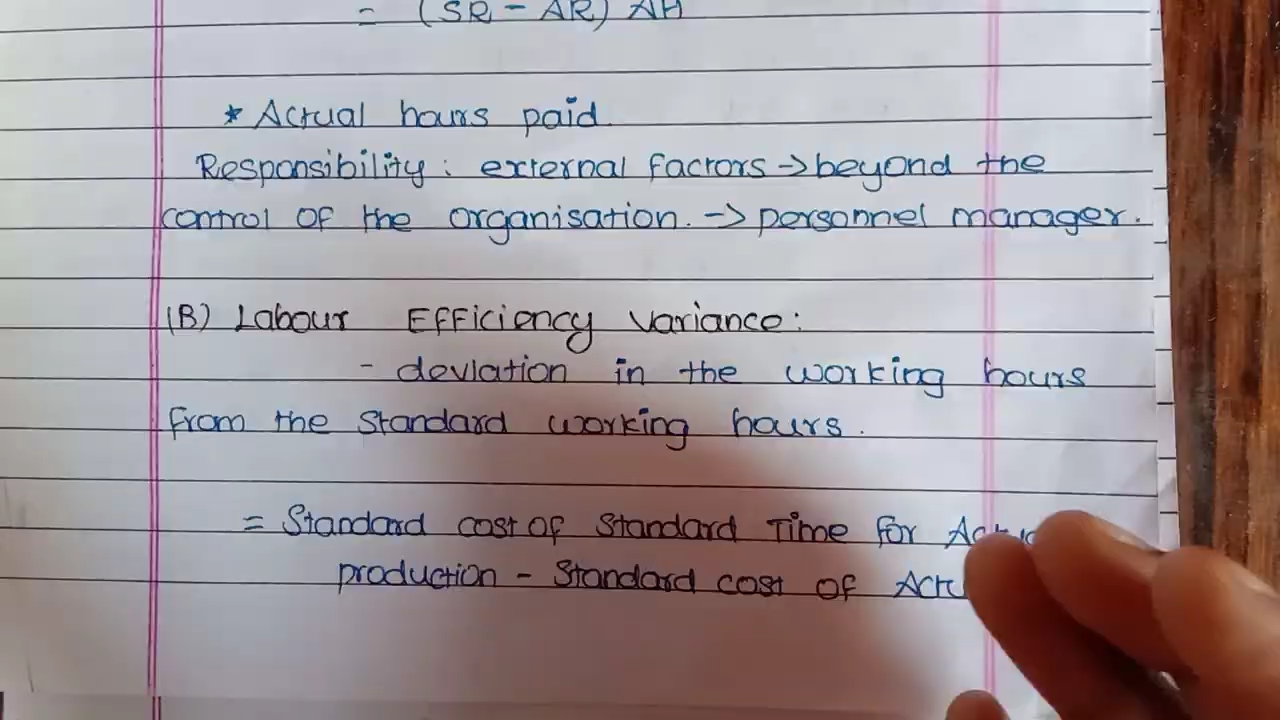 = (SR - AR) AH
* Actual hours paid
Responsibility : external factors → beyond the
control of the organisation. → personnel manager.
(B) Labour Efficiency Variance:
- deviation in the working hours
from the standard working hours.
= Standard cost of Standard Time for
production - Standard cost of